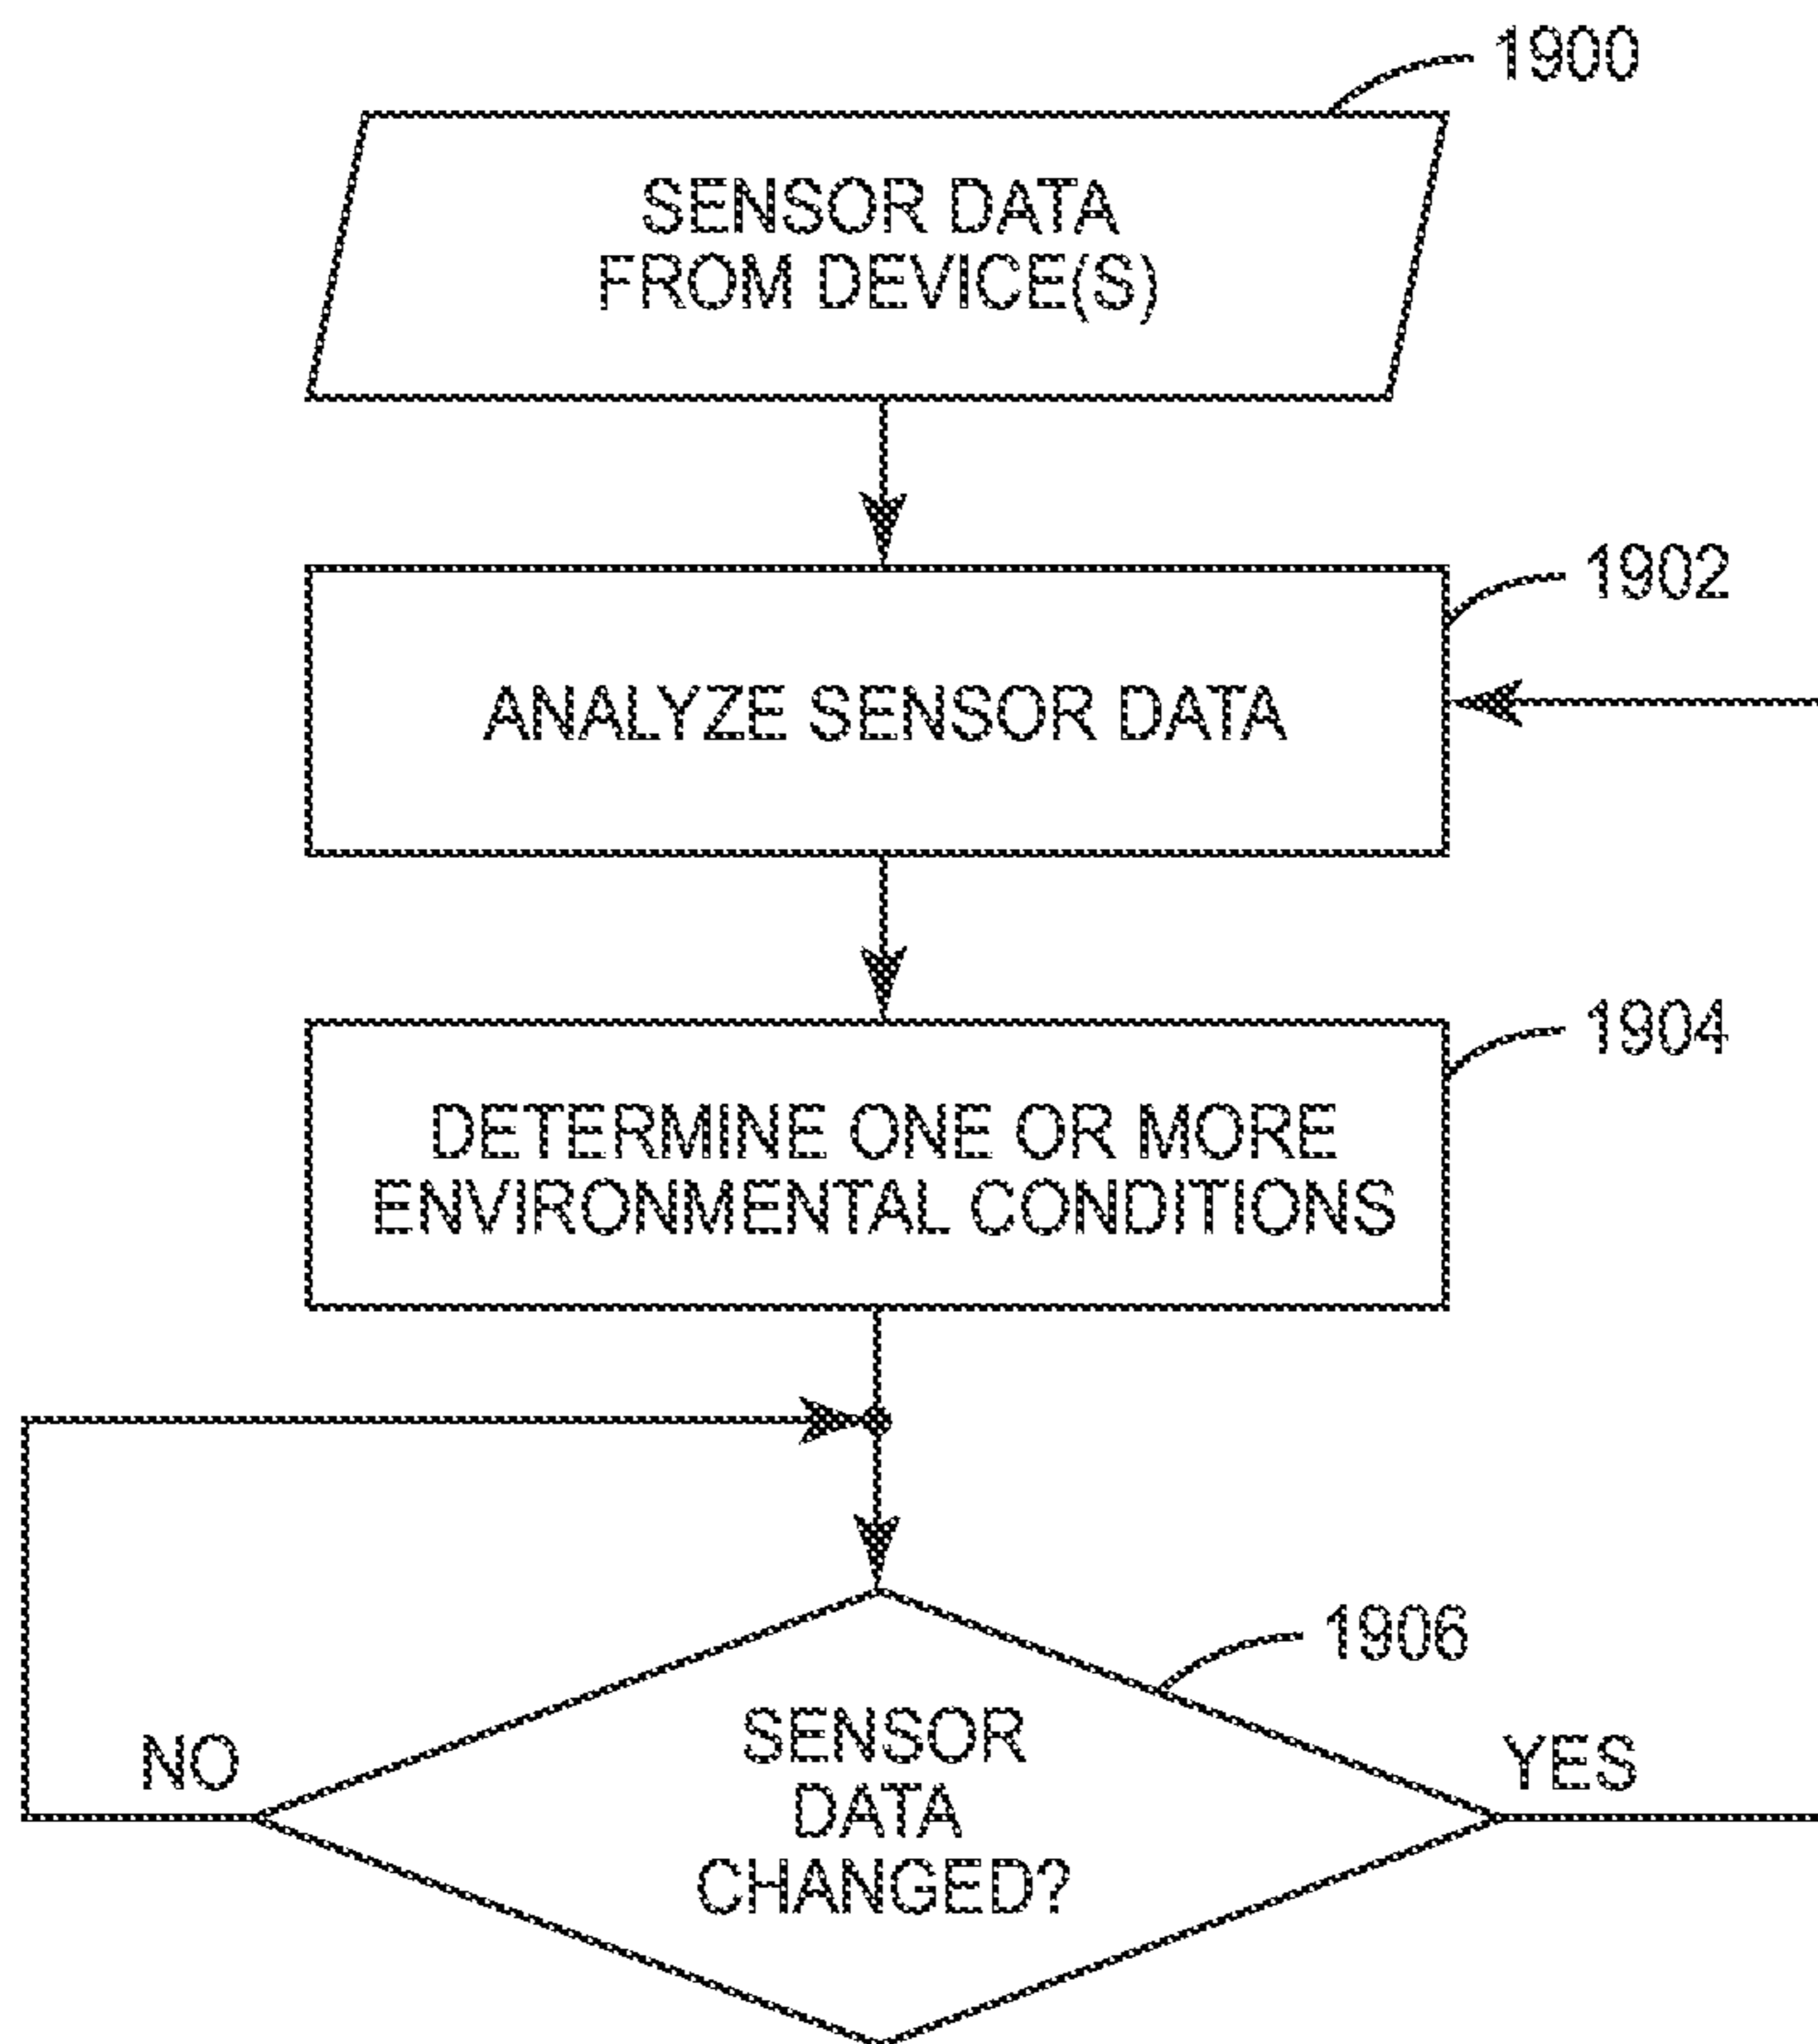 1900
SENSOR DATA
FROM DEVICE(S)
1902
ANALYZE SENSOR DATA
1904
DETERMINE ONE OR MORE
ENVIRONMENTAL CONDITIONS
1906
SENSOR
DATA
CHANGED?
NO
YES